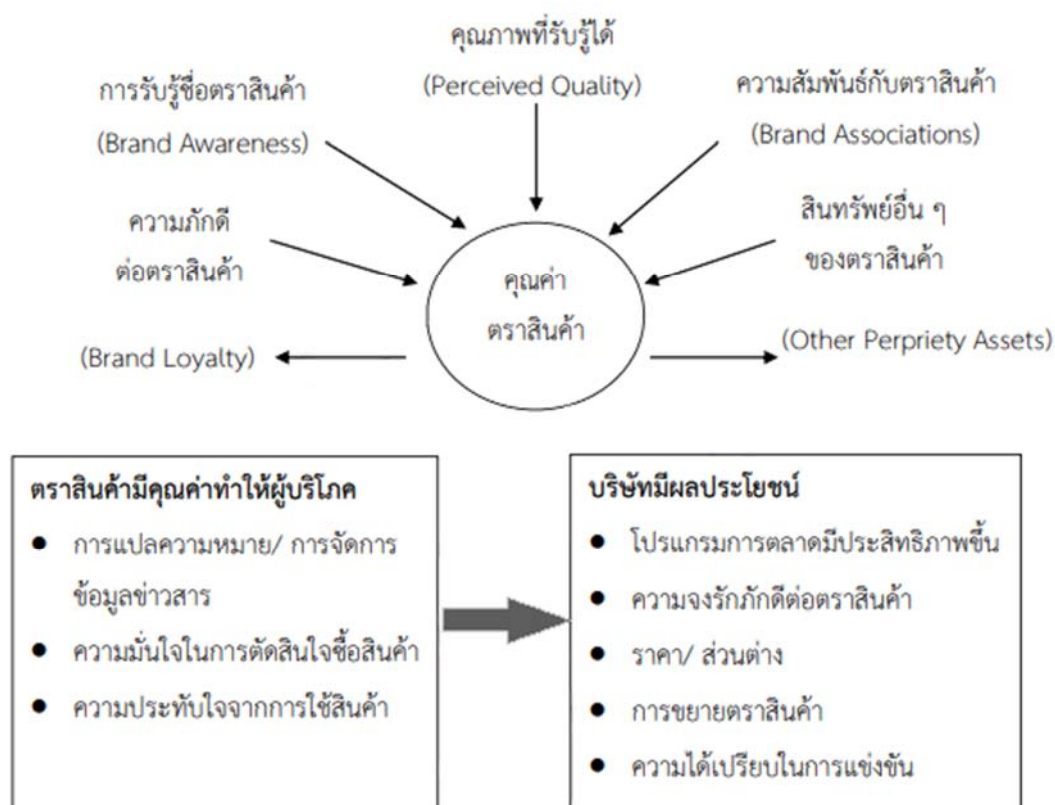 คุณภาพที่รับรู้ได้
(Perceived Quality)
การรับรู้ชื่อตราสินค้า
(Brand Awareness)
ความสัมพันธ์กับตราสินค้า
(Brand Associations)
ความภักดี
ต่อตราสินค้า
(Brand Loyalty)
สินทรัพย์อื่น ๆ
ของตราสินค้า
(Other Perpriety Assets)
คุณค่า
ตราสินค้า
ตราสินค้ามีคุณค่าทำให้ผู้บริโภค
● การแปลความหมาย/ การจัดการ
ข้อมูลข่าวสาร
● ความมั่นใจในการตัดสินใจซื้อสินค้า
● ความประทับใจจากการใช้สินค้า
บริษัทมีผลประโยชน์
● โปรแกรมการตลาดมีประสิทธิภาพขึ้น
● ความจงรักภักดีต่อตราสินค้า
● ราคา/ ส่วนต่าง
● การขยายตราสินค้า
● ความได้เปรียบในการแข่งขัน